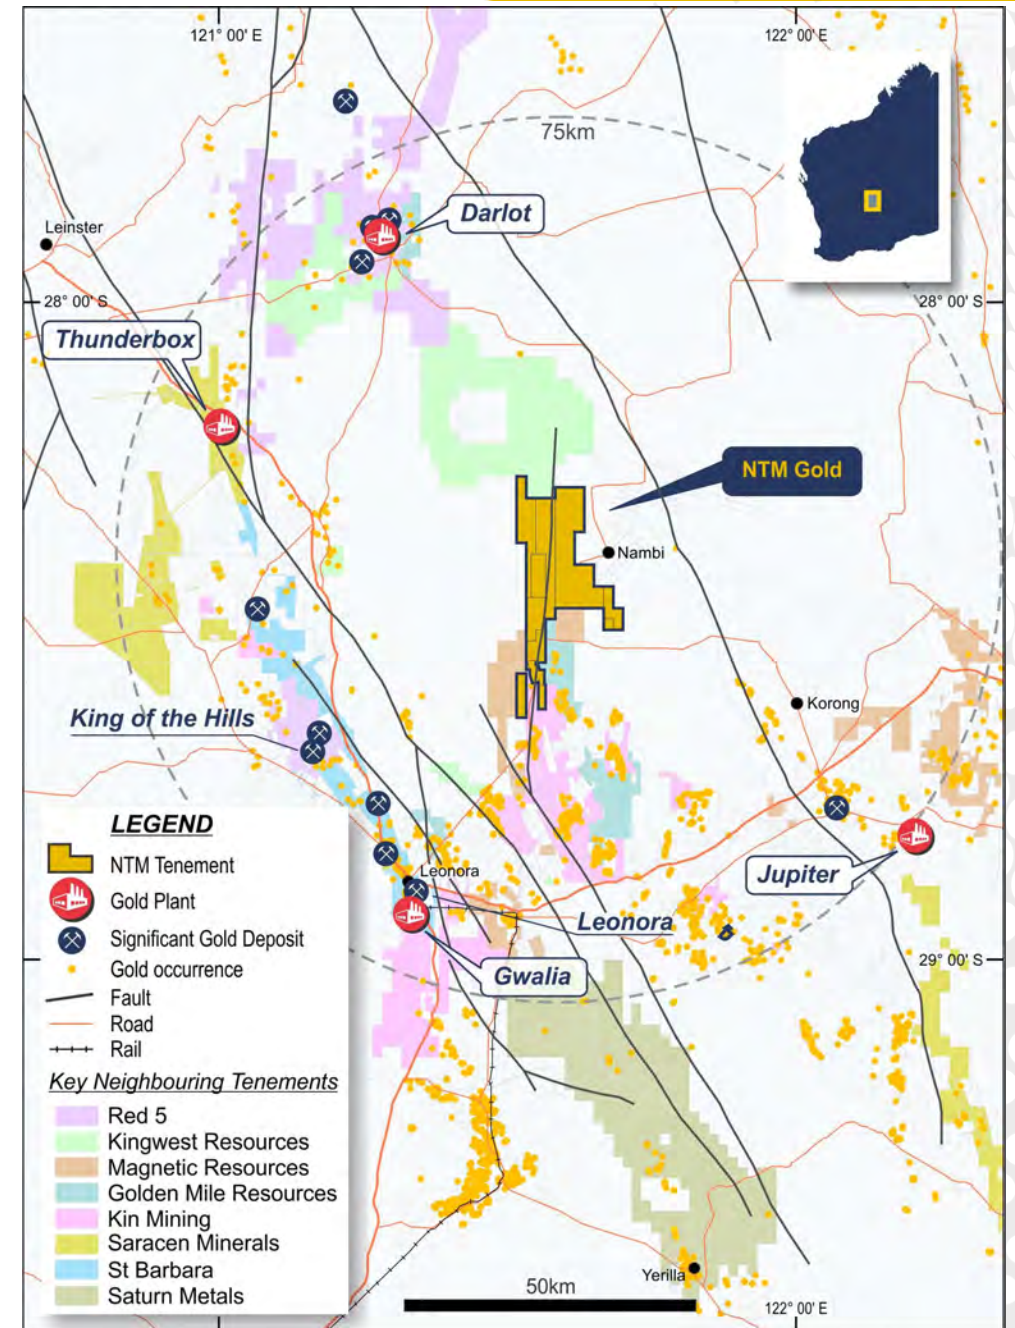 121° 00' E
122° 00' E
75km
Darlot
Leinster
28° 00' S
28° 00' S
Thunderbox
NTM Gold
Nambi
Korong
King of the Hills
Leonora
Jupiter
Leonora
Gwalia
29° 00' S
LEGEND
NTM Tenement
Gold Plant
Significant Gold Deposit
Gold occurrence
Fault
Road
Rail
Key Neighbouring Tenements
Red 5
Kingwest Resources
Magnetic Resources
Golden Mile Resources
Kin Mining
Saracen Minerals
St Barbara
Saturn Metals
Yerilla
50km
122° 00' E